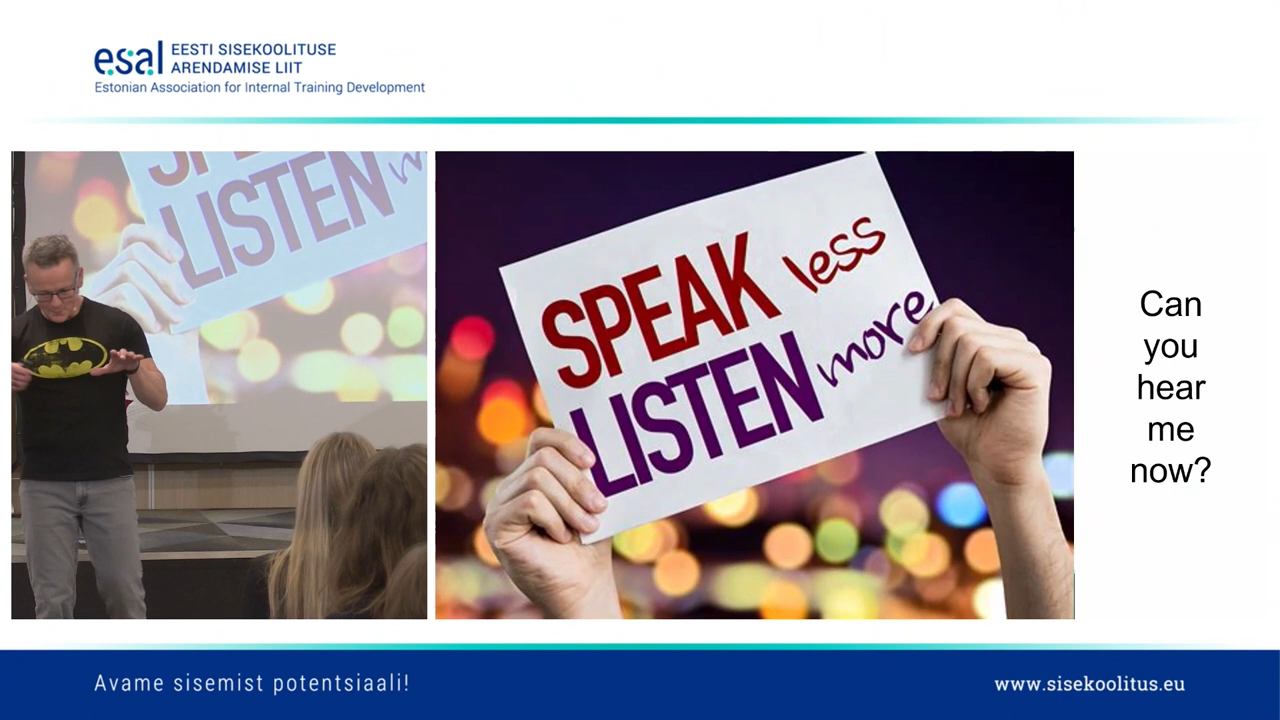 esal EESTI SISEKOOLITUSE
ARENDAMISE LIIT
Estonian Association for Internal Training Development
LISTEN
SPEAK less
LISTEN more
Can
you
hear
me
now?
Avame sisemist potentsiaali!
www.sisekoolitus.eu